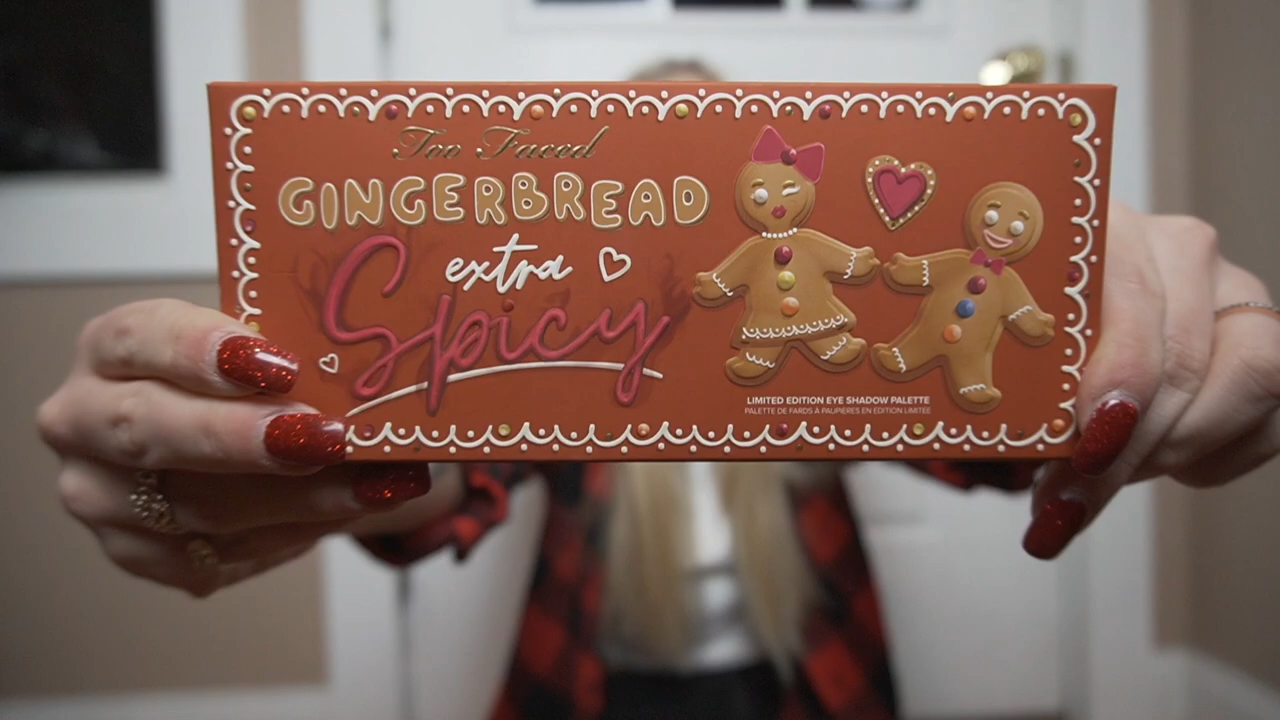 Too Faced
GINGERBREAD
extra
Spicy
LIMITED EDITION EYE SHADOW PALETTE
PALETTE DE FARDS À PAUPIÈRES EN ÉDITION LIMITÉE